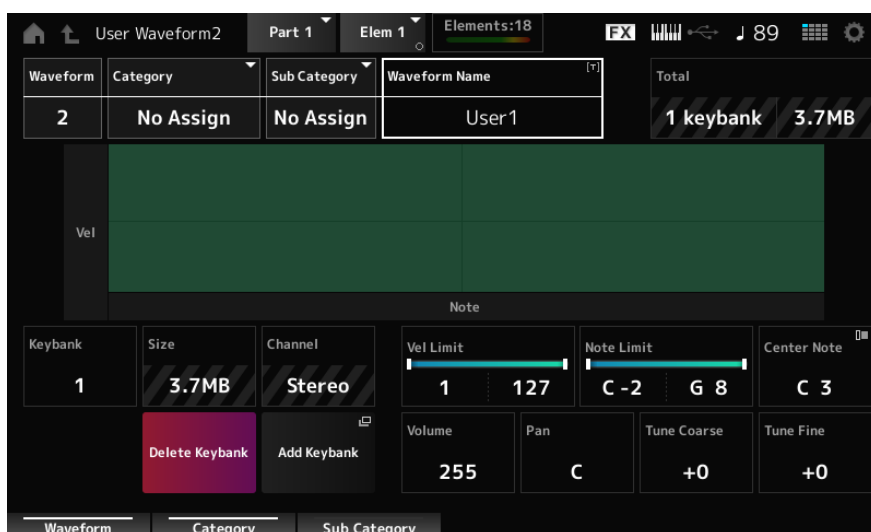 User Waveform2 Part 1 Elem 1 Elements:18 FX 89
Waveform Category Sub Category Waveform Name [T] Total
2 No Assign No Assign User1 1 keybank 3.7MB
Vel
Note
Keybank Size Channel Vel Limit Note Limit Center Note
1 3.7MB Stereo 1 127 C -2 G 8 C 3
Delete Keybank Add Keybank Volume Pan Tune Coarse Tune Fine
255 C +0 +0
Waveform Category Sub Category